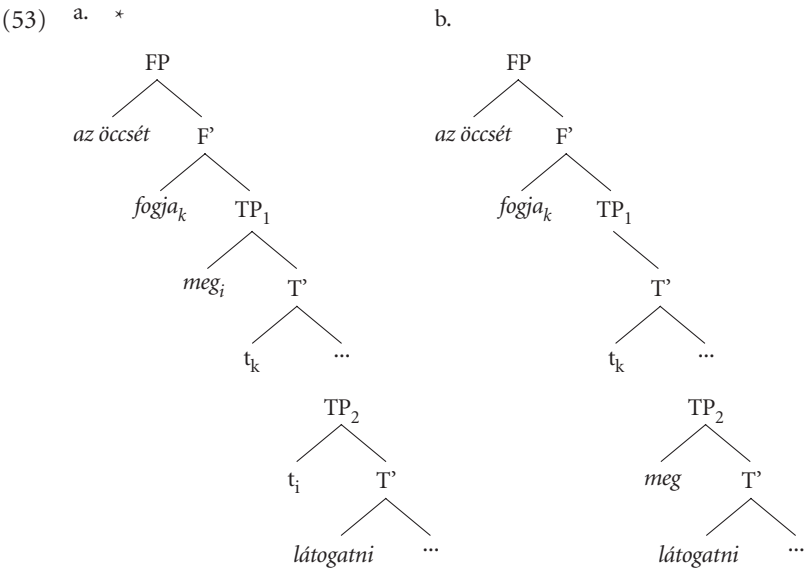 (53) a. * b.
FP FP
az öccsét F’ az öccsét F’
fogjak TP1 fogjak TP1
megi T’ T’
tk ... tk ...
TP2 TP2
ti T’ meg T’
látogatni ... látogatni ...